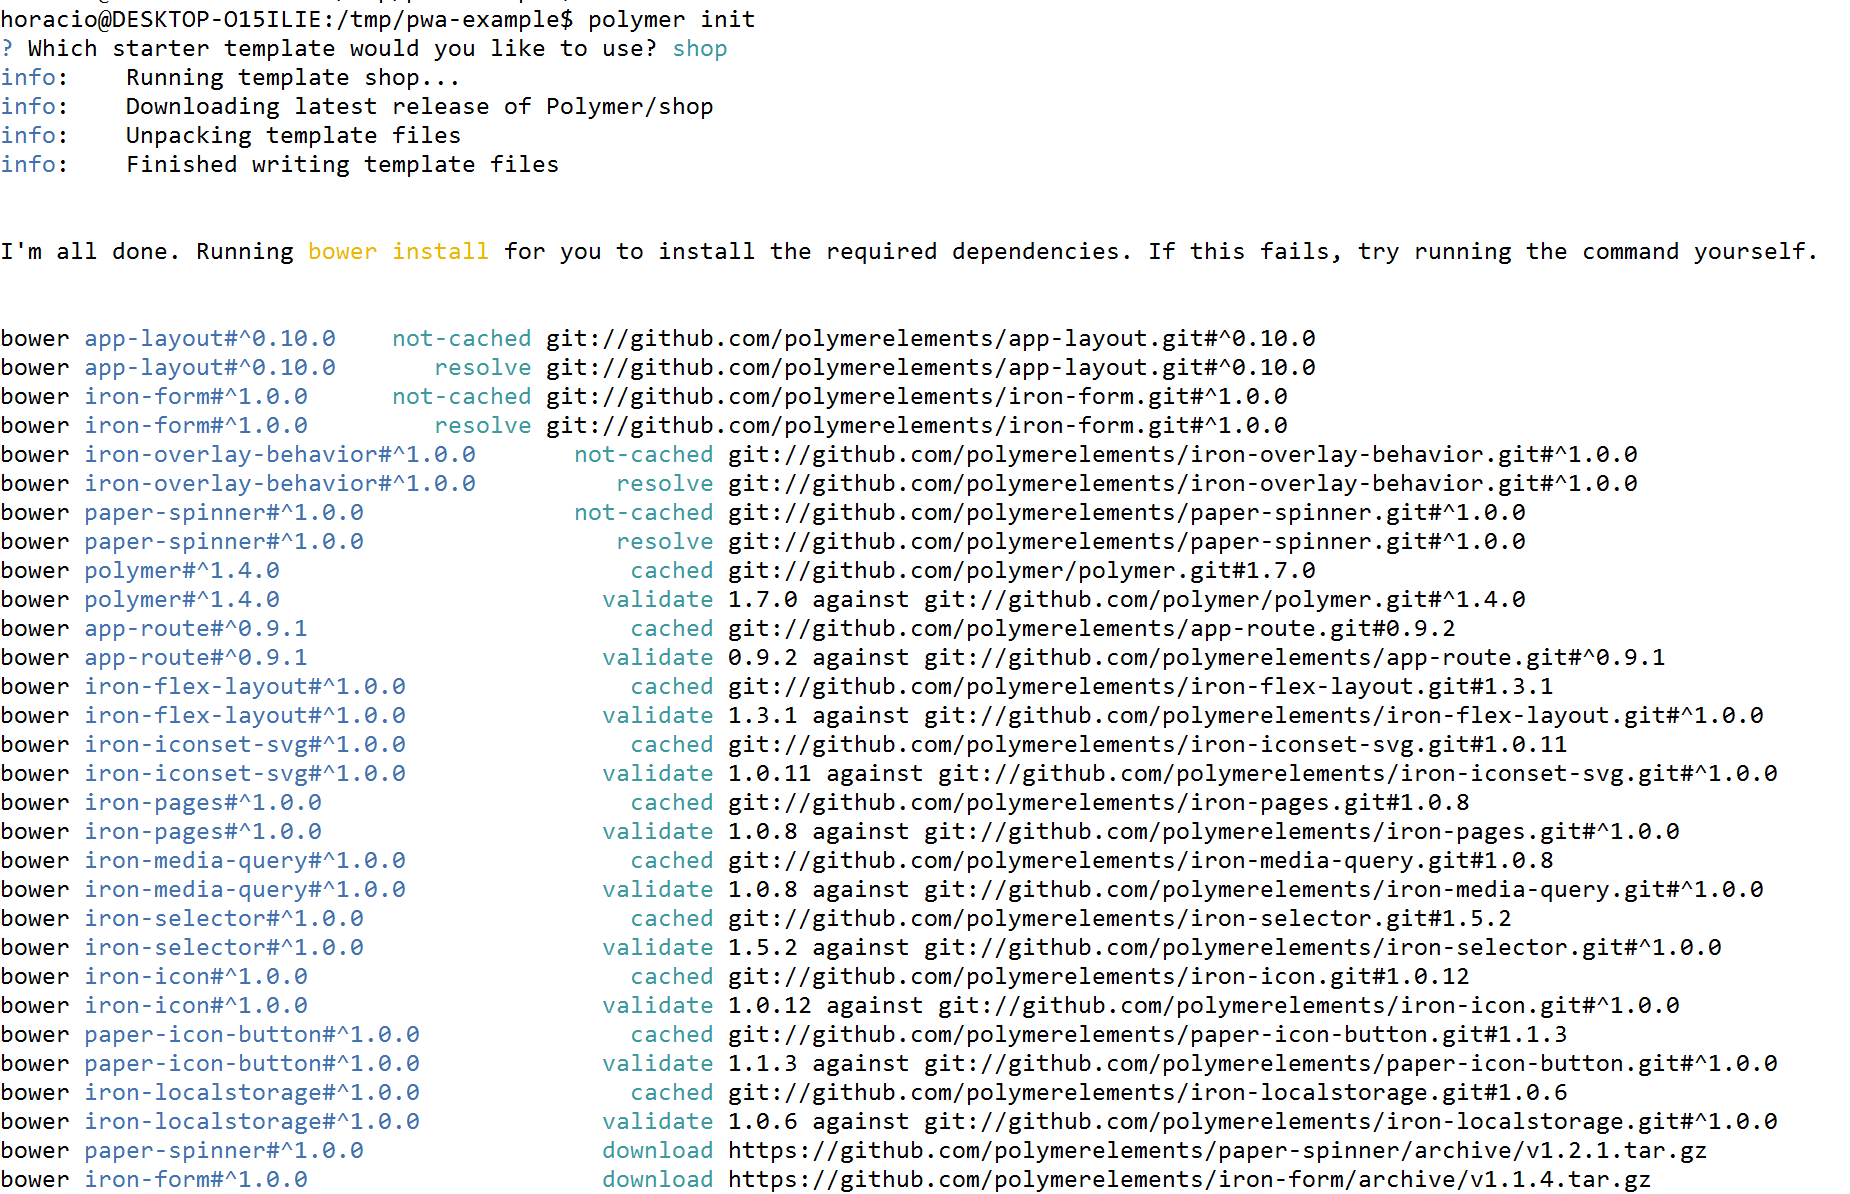 horacio@DESKTOP-O15ILIE:/tmp/pwa-example$ polymer init
? Which starter template would you like to use? shop
info:    Running template shop...
info:    Downloading latest release of Polymer/shop
info:    Unpacking template files
info:    Finished writing template files
I'm all done. Running bower install for you to install the required dependencies. If this fails, try running the command yourself.
bower app-layout#^0.10.0    not-cached git://github.com/polymerelements/app-layout.git#^0.10.0
bower app-layout#^0.10.0       resolve git://github.com/polymerelements/app-layout.git#^0.10.0
bower iron-form#^1.0.0      not-cached git://github.com/polymerelements/iron-form.git#^1.0.0
bower iron-form#^1.0.0         resolve git://github.com/polymerelements/iron-form.git#^1.0.0
bower iron-overlay-behavior#^1.0.0       not-cached git://github.com/polymerelements/iron-overlay-behavior.git#^1.0.0
bower iron-overlay-behavior#^1.0.0          resolve git://github.com/polymerelements/iron-overlay-behavior.git#^1.0.0
bower paper-spinner#^1.0.0               not-cached git://github.com/polymerelements/paper-spinner.git#^1.0.0
bower paper-spinner#^1.0.0                  resolve git://github.com/polymerelements/paper-spinner.git#^1.0.0
bower polymer#^1.4.0                         cached git://github.com/polymer/polymer.git#1.7.0
bower polymer#^1.4.0                       validate 1.7.0 against git://github.com/polymer/polymer.git#^1.4.0
bower app-route#^0.9.1                       cached git://github.com/polymerelements/app-route.git#0.9.2
bower app-route#^0.9.1                     validate 0.9.2 against git://github.com/polymerelements/app-route.git#^0.9.1
bower iron-flex-layout#^1.0.0                cached git://github.com/polymerelements/iron-flex-layout.git#1.3.1
bower iron-flex-layout#^1.0.0              validate 1.3.1 against git://github.com/polymerelements/iron-flex-layout.git#^1.0.0
bower iron-iconset-svg#^1.0.0                cached git://github.com/polymerelements/iron-iconset-svg.git#1.0.11
bower iron-iconset-svg#^1.0.0              validate 1.0.11 against git://github.com/polymerelements/iron-iconset-svg.git#^1.0.0
bower iron-pages#^1.0.0                      cached git://github.com/polymerelements/iron-pages.git#1.0.8
bower iron-pages#^1.0.0                    validate 1.0.8 against git://github.com/polymerelements/iron-pages.git#^1.0.0
bower iron-media-query#^1.0.0                cached git://github.com/polymerelements/iron-media-query.git#1.0.8
bower iron-media-query#^1.0.0              validate 1.0.8 against git://github.com/polymerelements/iron-media-query.git#^1.0.0
bower iron-selector#^1.0.0                   cached git://github.com/polymerelements/iron-selector.git#1.5.2
bower iron-selector#^1.0.0                 validate 1.5.2 against git://github.com/polymerelements/iron-selector.git#^1.0.0
bower iron-icon#^1.0.0                       cached git://github.com/polymerelements/iron-icon.git#1.0.12
bower iron-icon#^1.0.0                     validate 1.0.12 against git://github.com/polymerelements/iron-icon.git#^1.0.0
bower paper-icon-button#^1.0.0               cached git://github.com/polymerelements/paper-icon-button.git#1.1.3
bower paper-icon-button#^1.0.0             validate 1.1.3 against git://github.com/polymerelements/paper-icon-button.git#^1.0.0
bower iron-localstorage#^1.0.0               cached git://github.com/polymerelements/iron-localstorage.git#1.0.6
bower iron-localstorage#^1.0.0             validate 1.0.6 against git://github.com/polymerelements/iron-localstorage.git#^1.0.0
bower paper-spinner#^1.0.0                 download https://github.com/polymerelements/paper-spinner/archive/v1.2.1.tar.gz
bower iron-form#^1.0.0                     download https://github.com/polymerelements/iron-form/archive/v1.1.4.tar.gz